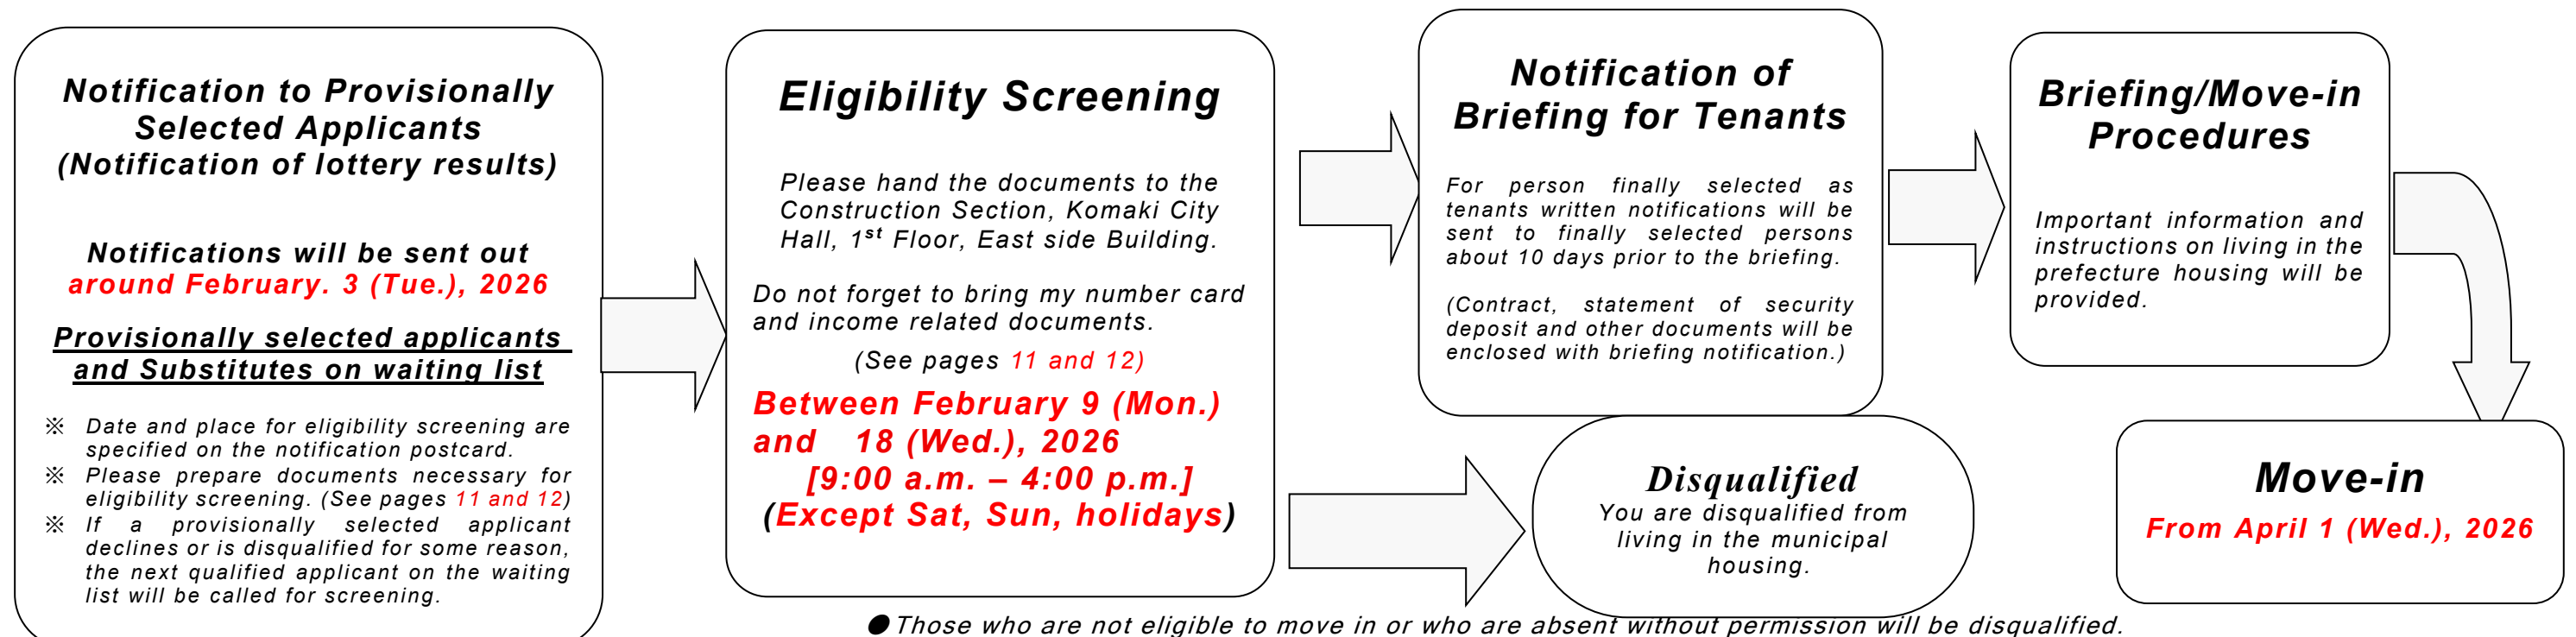 Notification to Provisionally
Selected Applicants
(Notification of lottery results)
Notifications will be sent out
around February. 3 (Tue.), 2026
Provisionally selected applicants
and Substitutes on waiting list
※ Date and place for eligibility screening are
specified on the notification postcard.
※ Please prepare documents necessary for
eligibility screening. (See pages 11 and 12)
※ If a provisionally selected applicant
declines or is disqualified for some reason,
the next qualified applicant on the waiting
list will be called for screening.
Eligibility Screening
Please hand the documents to the
Construction Section, Komaki City
Hall, 1st Floor, East side Building.
Do not forget to bring my number card
and income related documents.
(See pages 11 and 12)
Between February 9 (Mon.)
and 18 (Wed.), 2026
[9:00 a.m. – 4:00 p.m.]
(Except Sat, Sun, holidays)
Notification of
Briefing for Tenants
For person finally selected as
tenants written notifications will be
sent to finally selected persons
about 10 days prior to the briefing.
(Contract, statement of security
deposit and other documents will be
enclosed with briefing notification.)
Disqualified
You are disqualified from
living in the municipal
housing.
Briefing/Move-in
Procedures
Important information and
instructions on living in the
prefecture housing will be
provided.
Move-in
From April 1 (Wed.), 2026
●Those who are not eligible to move in or who are absent without permission will be disqualified.